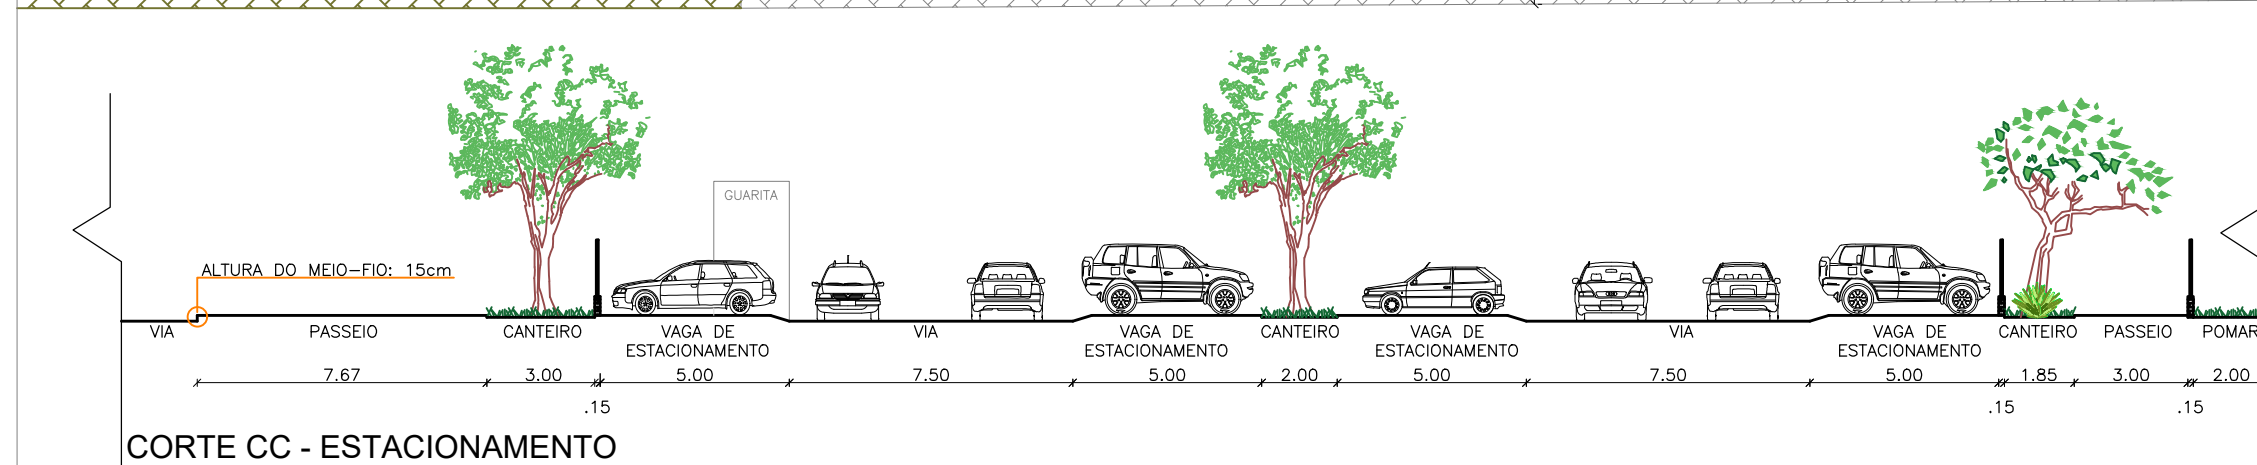 GUARITA
ALTURA DO MEIO-FIO: 15cm
VIA
PASSEIO
CANTEIRO
VAGA DE
ESTACIONAMENTO
VIA
VAGA DE
ESTACIONAMENTO
CANTEIRO
VAGA DE
ESTACIONAMENTO
VIA
VAGA DE
ESTACIONAMENTO
CANTEIRO
PASSEIO
POMAR
7.67
3.00
5.00
7.50
5.00
2.00
5.00
7.50
5.00
1.85
3.00
2.00
.15
.15
.15
CORTE CC - ESTACIONAMENTO